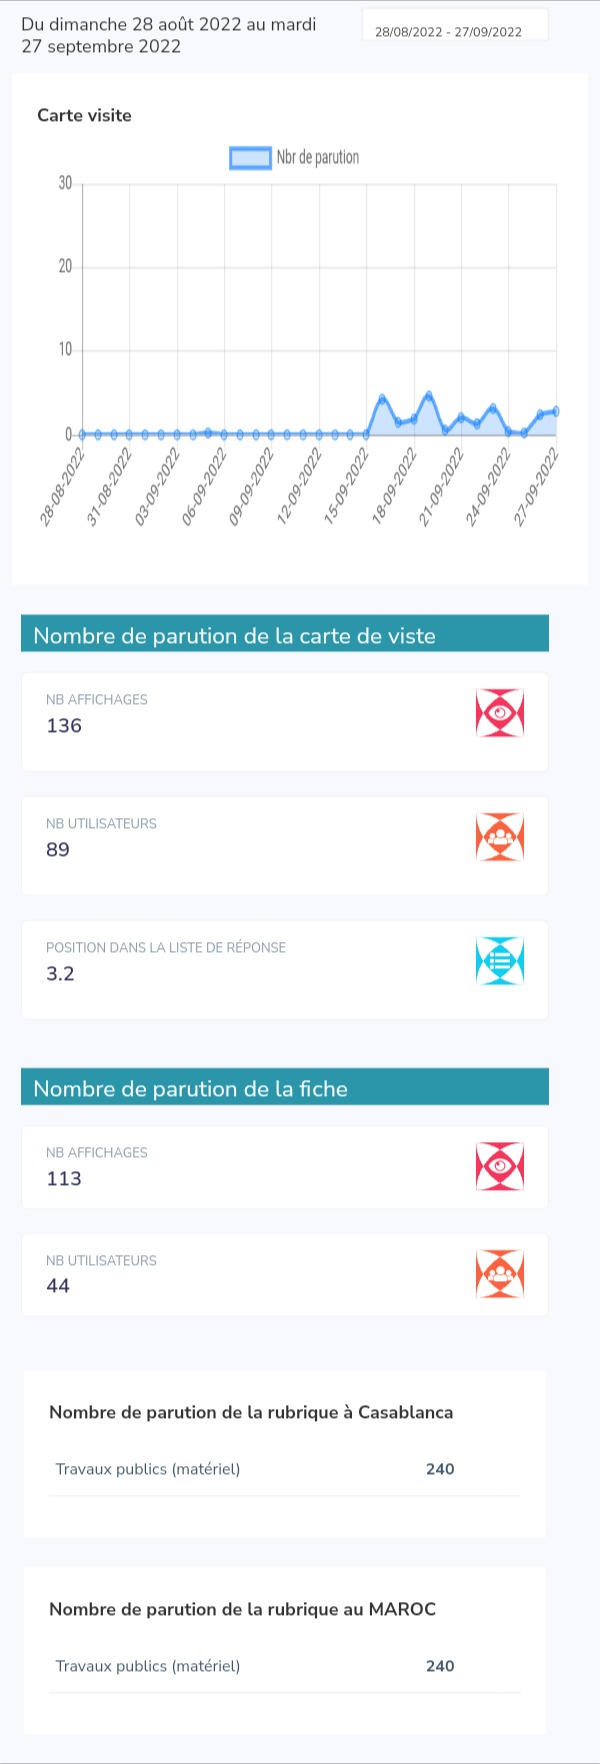 Du dimanche 28 août 2022 au mardi
27 septembre 2022
28/08/2022 - 27/09/2022
Carte visite
Nbr de parution
30
20
10
0
28-08-2022
31-08-2022
03-09-2022
06-09-2022
09-09-2022
12-09-2022
15-09-2022
18-09-2022
21-09-2022
24-09-2022
27-09-2022
Nombre de parution de la carte de viste
NB AFFICHAGES
136
NB UTILISATEURS
89
POSITION DANS LA LISTE DE RÉPONSE
3.2
Nombre de parution de la fiche
NB AFFICHAGES
113
NB UTILISATEURS
44
Nombre de parution de la rubrique à Casablanca
Travaux publics (matériel) 240
Nombre de parution de la rubrique au MAROC
Travaux publics (matériel) 240